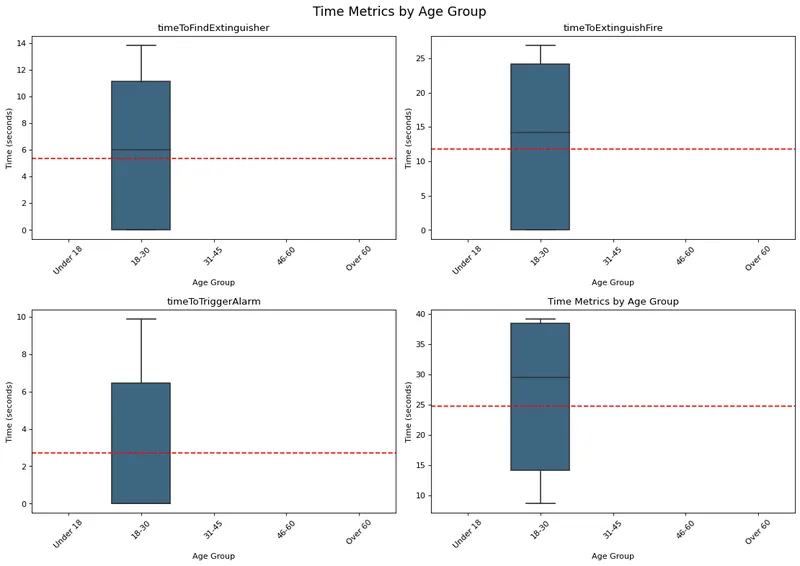 Time Metrics by Age Group
timeToFindExtinguisher
Time (seconds)
14
12
10
8
6
4
2
0
Under 18
18-30
31-45
46-60
Over 60
Age Group
timeToExtinguishFire
Time (seconds)
25
20
15
10
5
0
Under 18
18-30
31-45
46-60
Over 60
Age Group
timeToTriggerAlarm
Time (seconds)
10
8
6
4
2
0
Under 18
18-30
31-45
46-60
Over 60
Age Group
Time Metrics by Age Group
Time (seconds)
40
35
30
25
20
15
10
Under 18
18-30
31-45
46-60
Over 60
Age Group